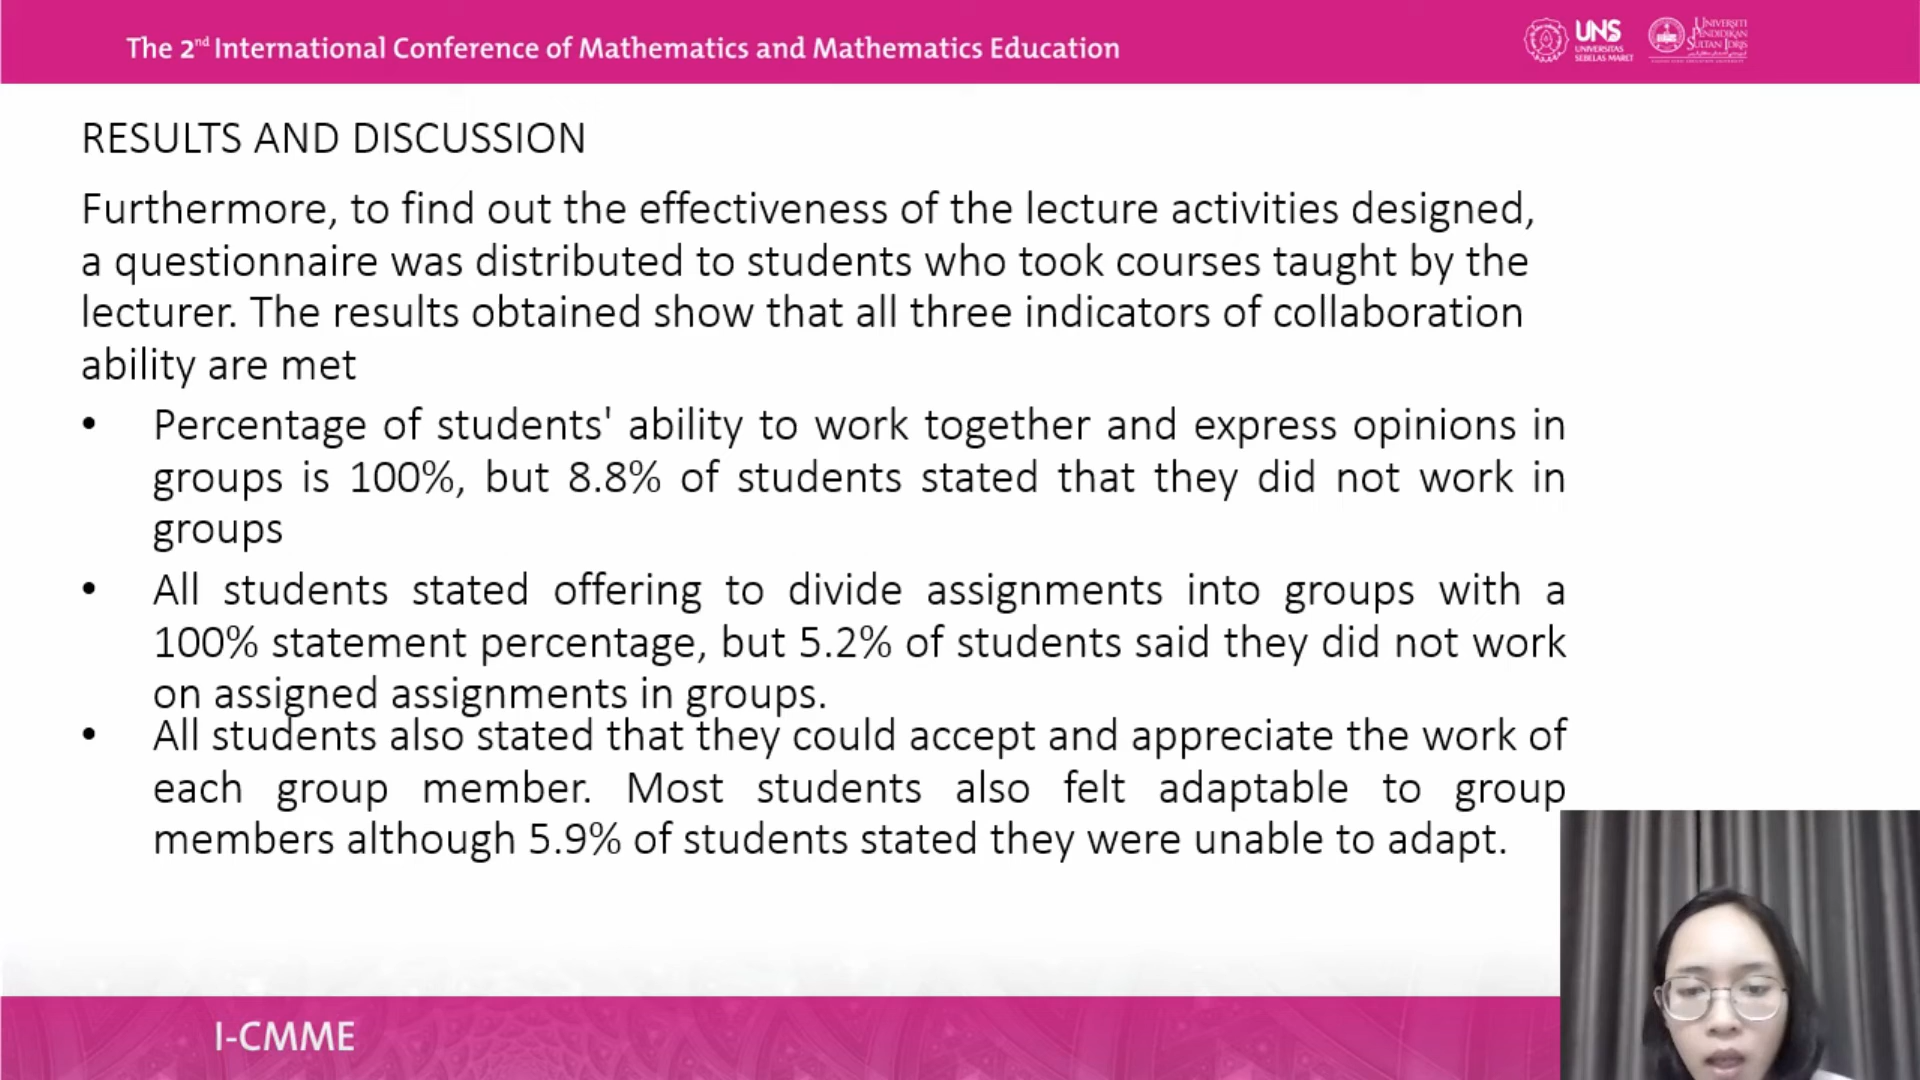 The 2nd International Conference of Mathematics and Mathematics Education
UNS
UNIVERSITAS
SEBELAS MARET
UNIVERSITI
PENDIDIKAN
SULTAN IDRIS
RESULTS AND DISCUSSION
Furthermore, to find out the effectiveness of the lecture activities designed,
a questionnaire was distributed to students who took courses taught by the
lecturer. The results obtained show that all three indicators of collaboration
ability are met
• Percentage of students' ability to work together and express opinions in
groups is 100%, but 8.8% of students stated that they did not work in
groups
• All students stated offering to divide assignments into groups with a
100% statement percentage, but 5.2% of students said they did not work
on assigned assignments in groups.
• All students also stated that they could accept and appreciate the work of
each group member. Most students also felt adaptable to group
members although 5.9% of students stated they were unable to adapt.
I-CMME